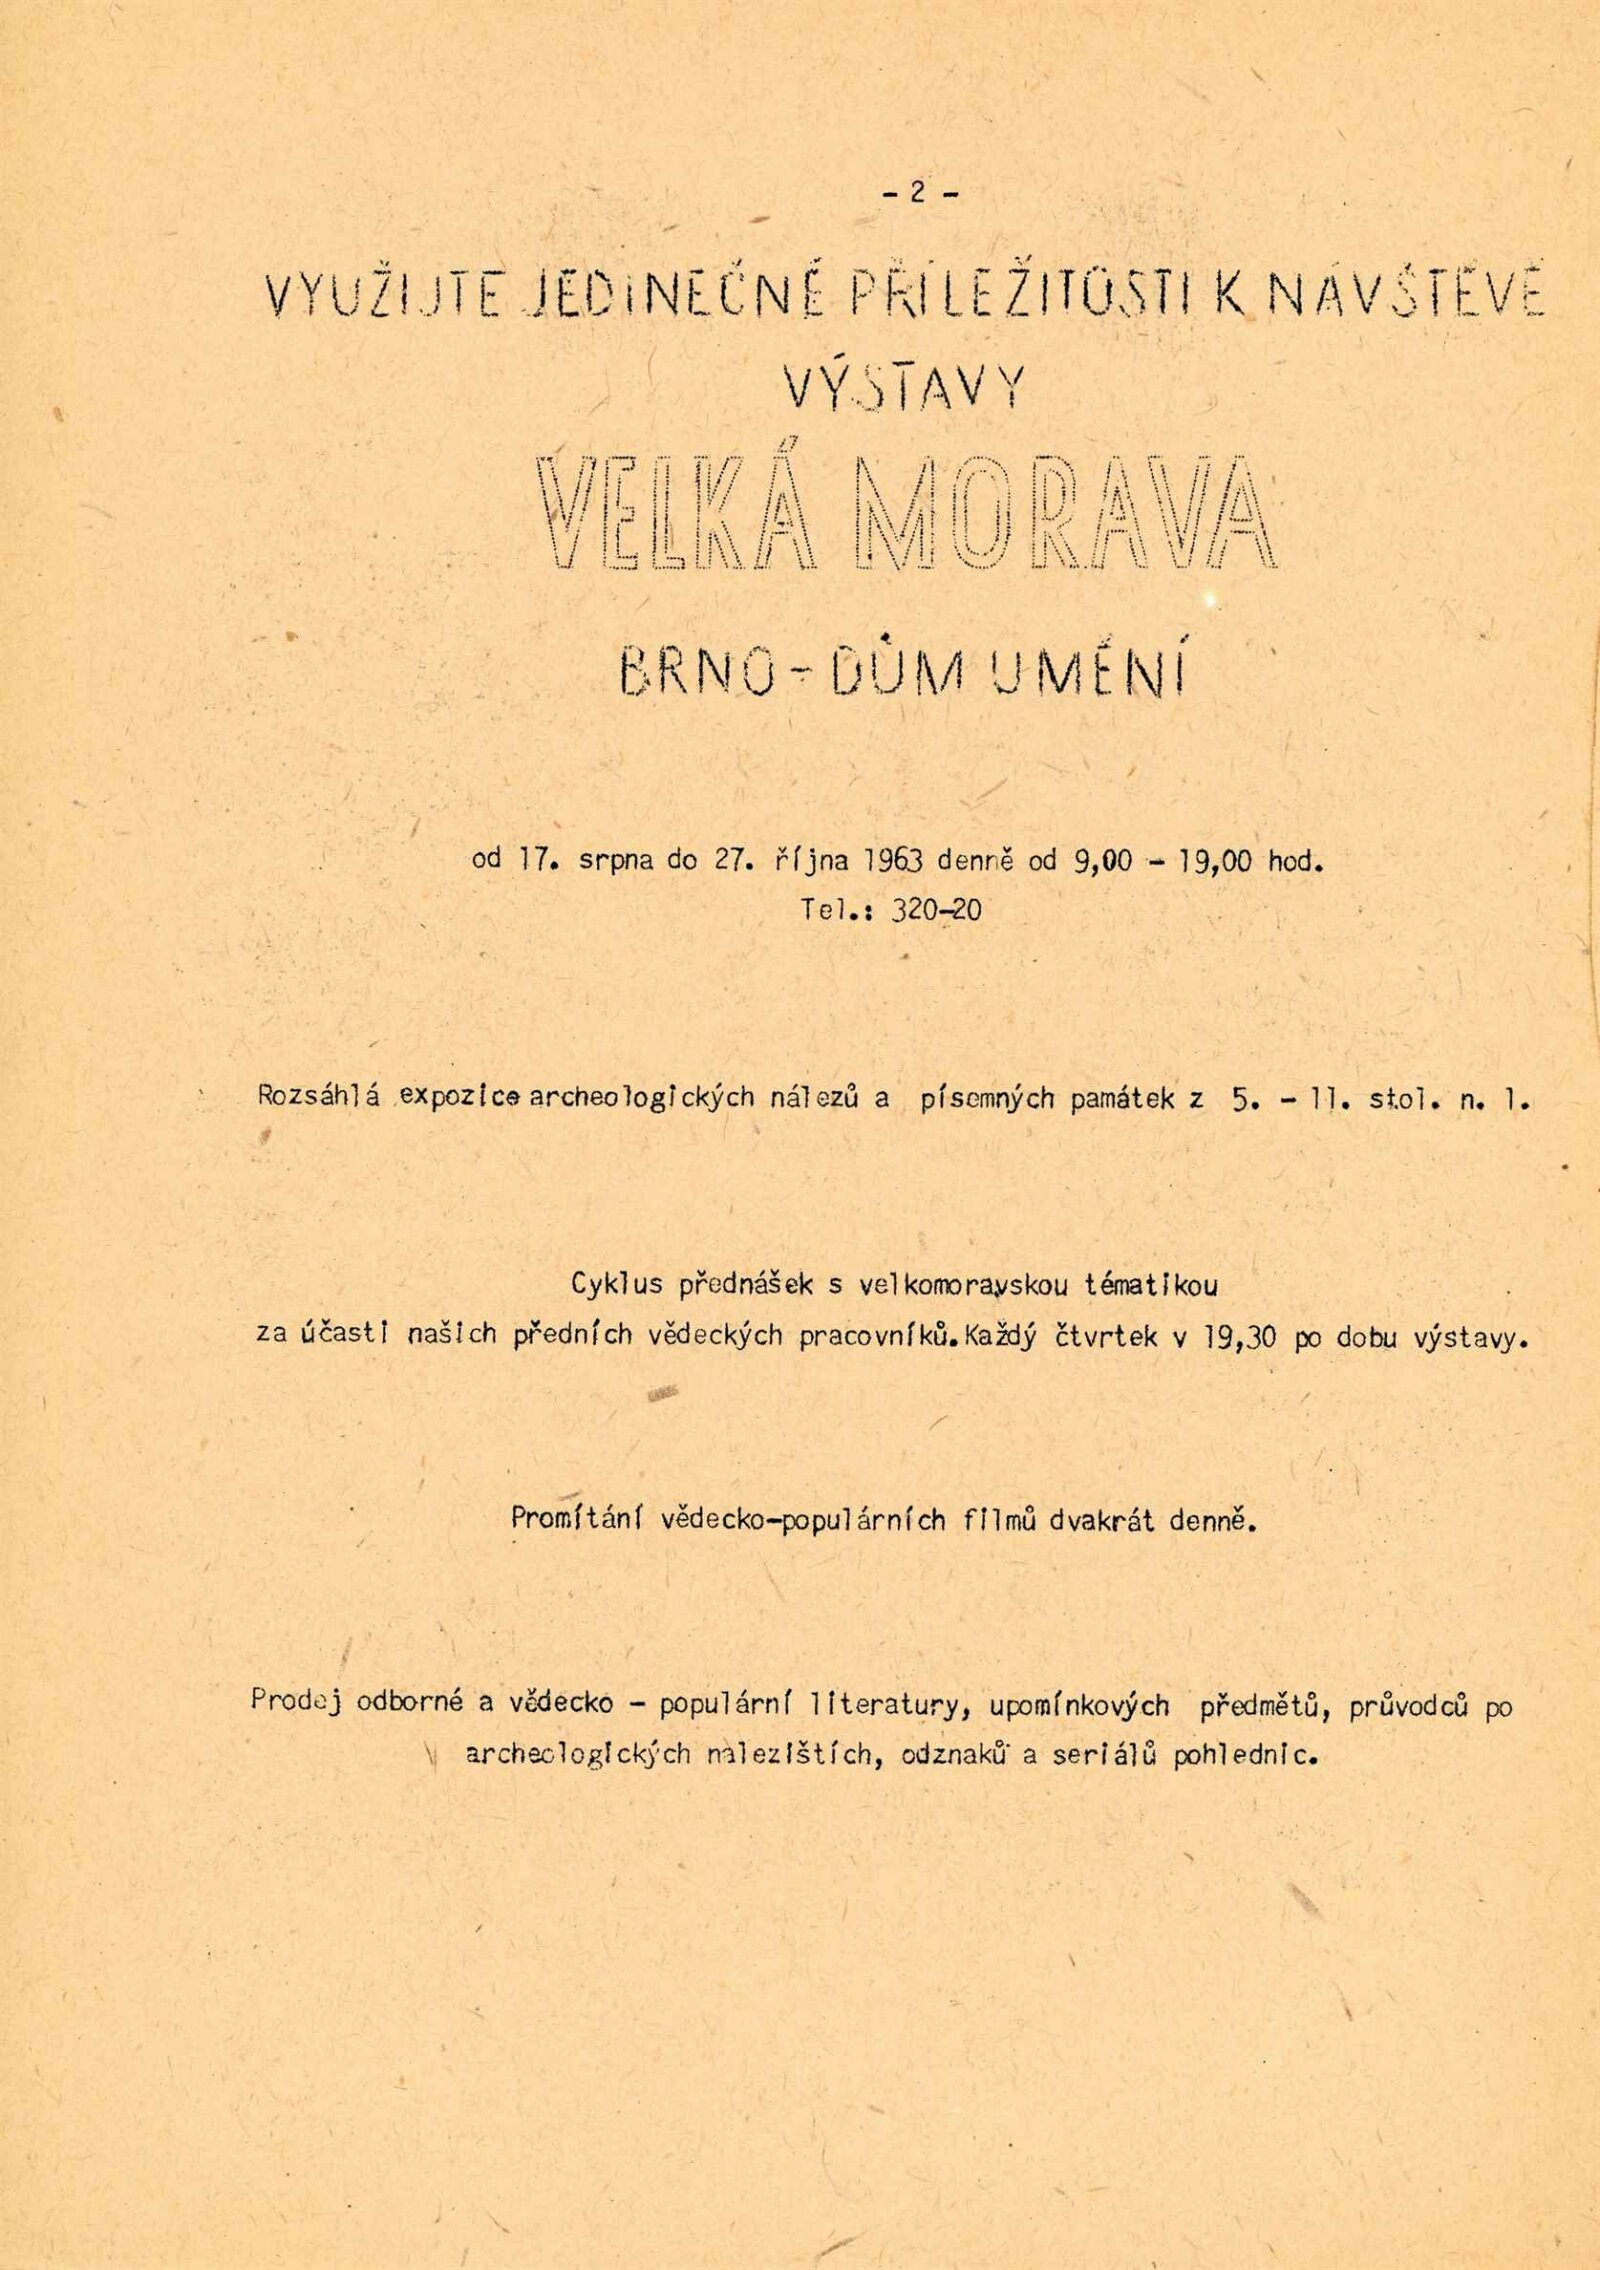 - 2 -
VYUŽIJTE JEDINEČNÉ PŘÍLEŽITOSTI K NÁVŠTĚVĚ
VÝSTAVY
VELKÁ MORAVA
BRNO - DŮM UMĚNÍ
od 17. srpna do 27. října 1963 denně od 9,00 - 19,00 hod.
Tel.: 320-20
Rozsáhlá expozice archeologických nálezů a písemných památek z 5. - 11. stol. n. l.
Cyklus přednášek s velkomoravskou tématikou
za účasti našich předních vědeckých pracovníků. Každý čtvrtek v 19,30 po dobu výstavy.
Promítání vědecko-populárních filmů dvakrát denně.
Prodej odborné a vědecko - populární literatury, upomínkových předmětů, průvodců po
archeologických nalezištích, odznaků a seriálů pohlednic.